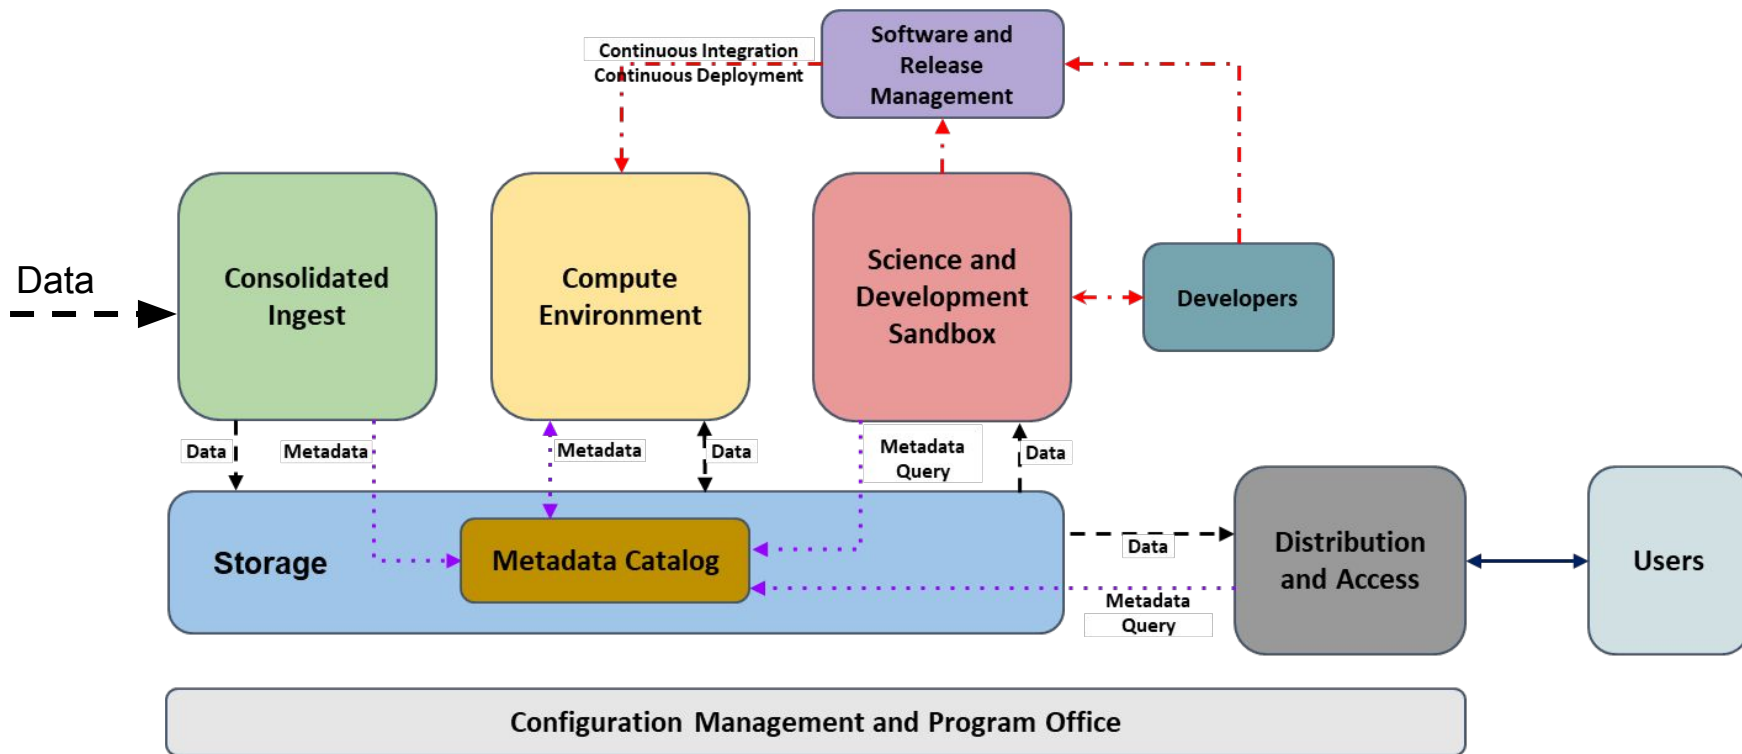 Continuous Integration
Continuous Deployment
Software and
Release
Management
Data
Consolidated
Ingest
Compute
Environment
Science and
Development
Sandbox
Developers
Data
Metadata
Metadata
Data
Metadata
Query
Data
Storage
Metadata Catalog
Data
Metadata
Query
Distribution
and Access
Users
Configuration Management and Program Office